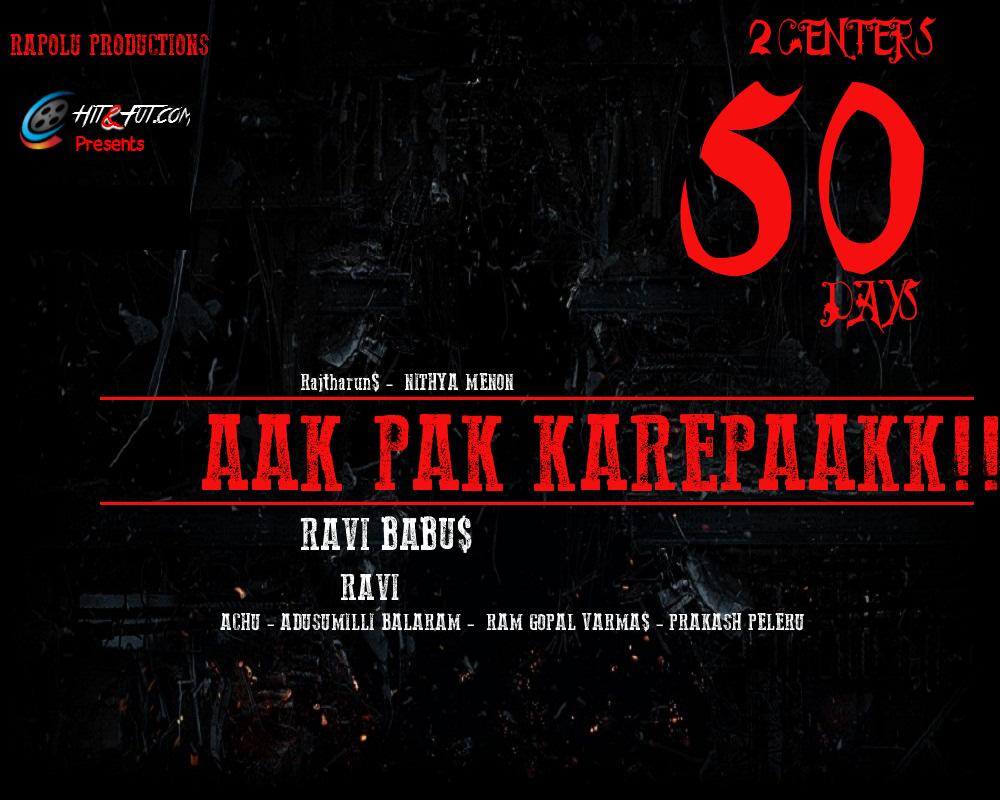 RAPOLU PRODUCTIONS
2 CENTERS
50
DAYS
HIT&FUT.COM
Presents
Rajtharun$ - NITHYA MENON
AAK PAK KAREPAAKK!!
RAVI BABU$
RAVI
ACHU - ADUSUMILLI BALARAM - RAM GOPAL VARMA$ - PRAKASH PELERU